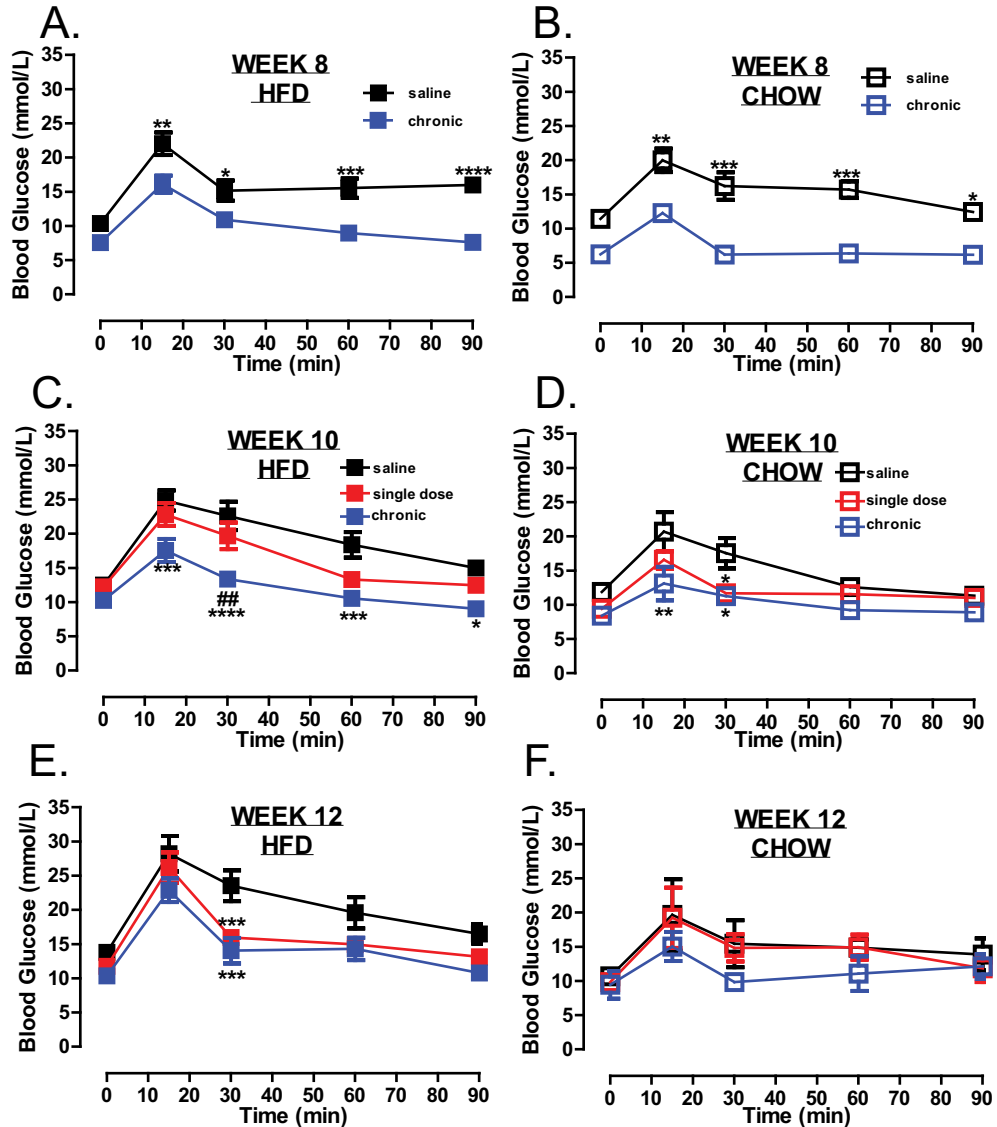 A.
WEEK 8
HFD
saline
chronic
**
*
***
****
35
30
25
20
15
10
5
0
Blood Glucose (mmol/L)
0 10 20 30 40 50 60 70 80 90
Time (min)
B.
WEEK 8
CHOW
saline
chronic
**
***
***
*
35
30
25
20
15
10
5
0
Blood Glucose (mmol/L)
0 10 20 30 40 50 60 70 80 90
Time (min)
C.
WEEK 10
HFD
saline
single dose
chronic
***
##
****
***
*
35
30
25
20
15
10
5
0
Blood Glucose (mmol/L)
0 10 20 30 40 50 60 70 80 90
Time (min)
D.
WEEK 10
CHOW
saline
single dose
chronic
*
**
*
35
30
25
20
15
10
5
0
Blood Glucose (mmol/L)
0 10 20 30 40 50 60 70 80 90
Time (min)
E.
WEEK 12
HFD
***
***
35
30
25
20
15
10
5
0
Blood Glucose (mmol/L)
0 10 20 30 40 50 60 70 80 90
Time (min)
F.
WEEK 12
CHOW
35
30
25
20
15
10
5
0
Blood Glucose (mmol/L)
0 10 20 30 40 50 60 70 80 90
Time (min)